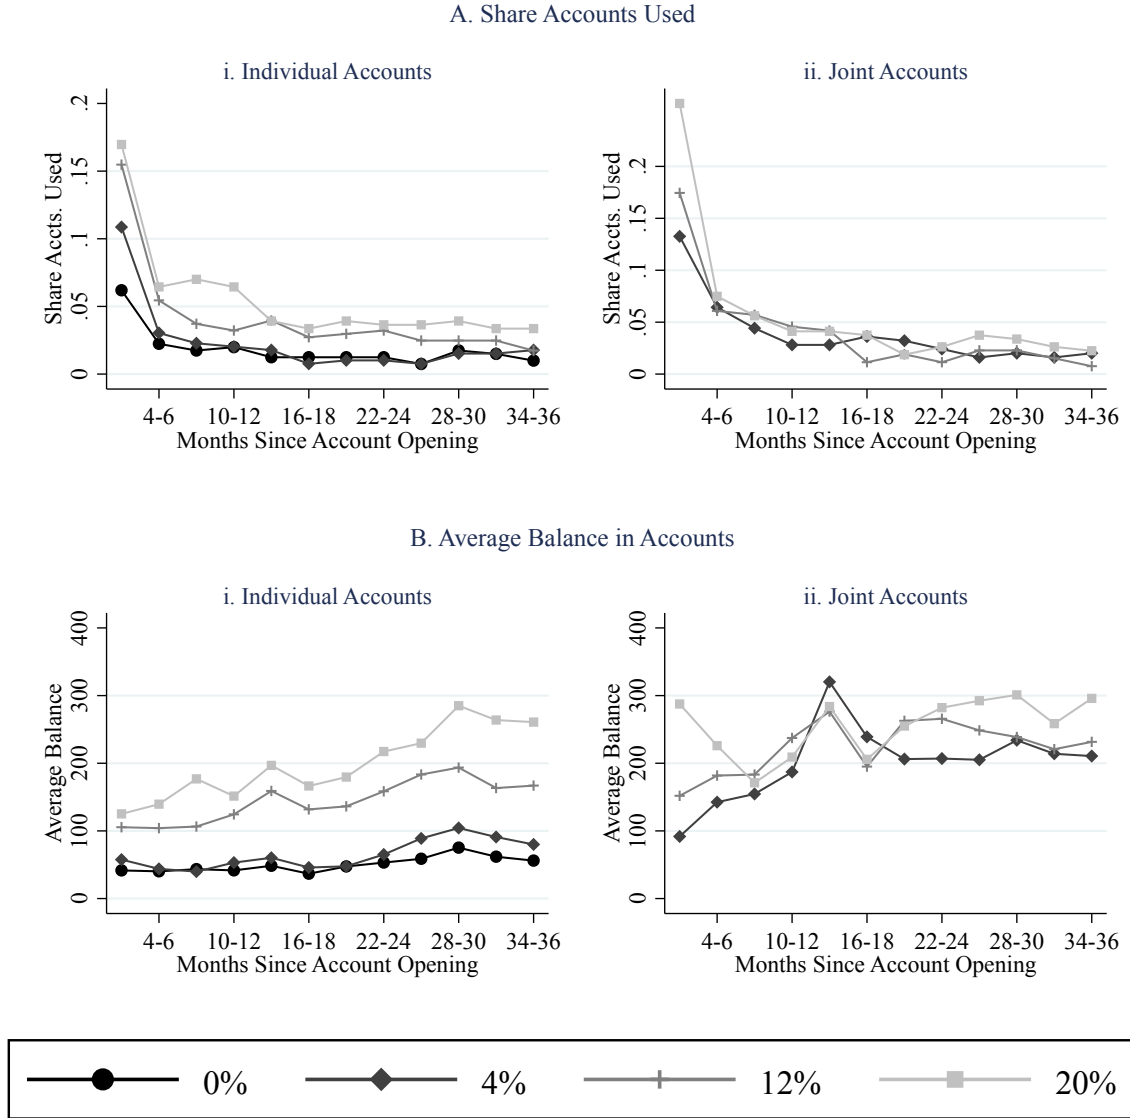 A. Share Accounts Used
i. Individual Accounts
Share Accts. Used
0 .05 .1 .15 .2
4-6 10-12 16-18 22-24 28-30 34-36
Months Since Account Opening
ii. Joint Accounts
Share Accts. Used
0 .05 .1 .15 .2
4-6 10-12 16-18 22-24 28-30 34-36
Months Since Account Opening
B. Average Balance in Accounts
i. Individual Accounts
Average Balance
0 100 200 300 400
4-6 10-12 16-18 22-24 28-30 34-36
Months Since Account Opening
ii. Joint Accounts
Average Balance
0 100 200 300 400
4-6 10-12 16-18 22-24 28-30 34-36
Months Since Account Opening
0% 4% 12% 20%